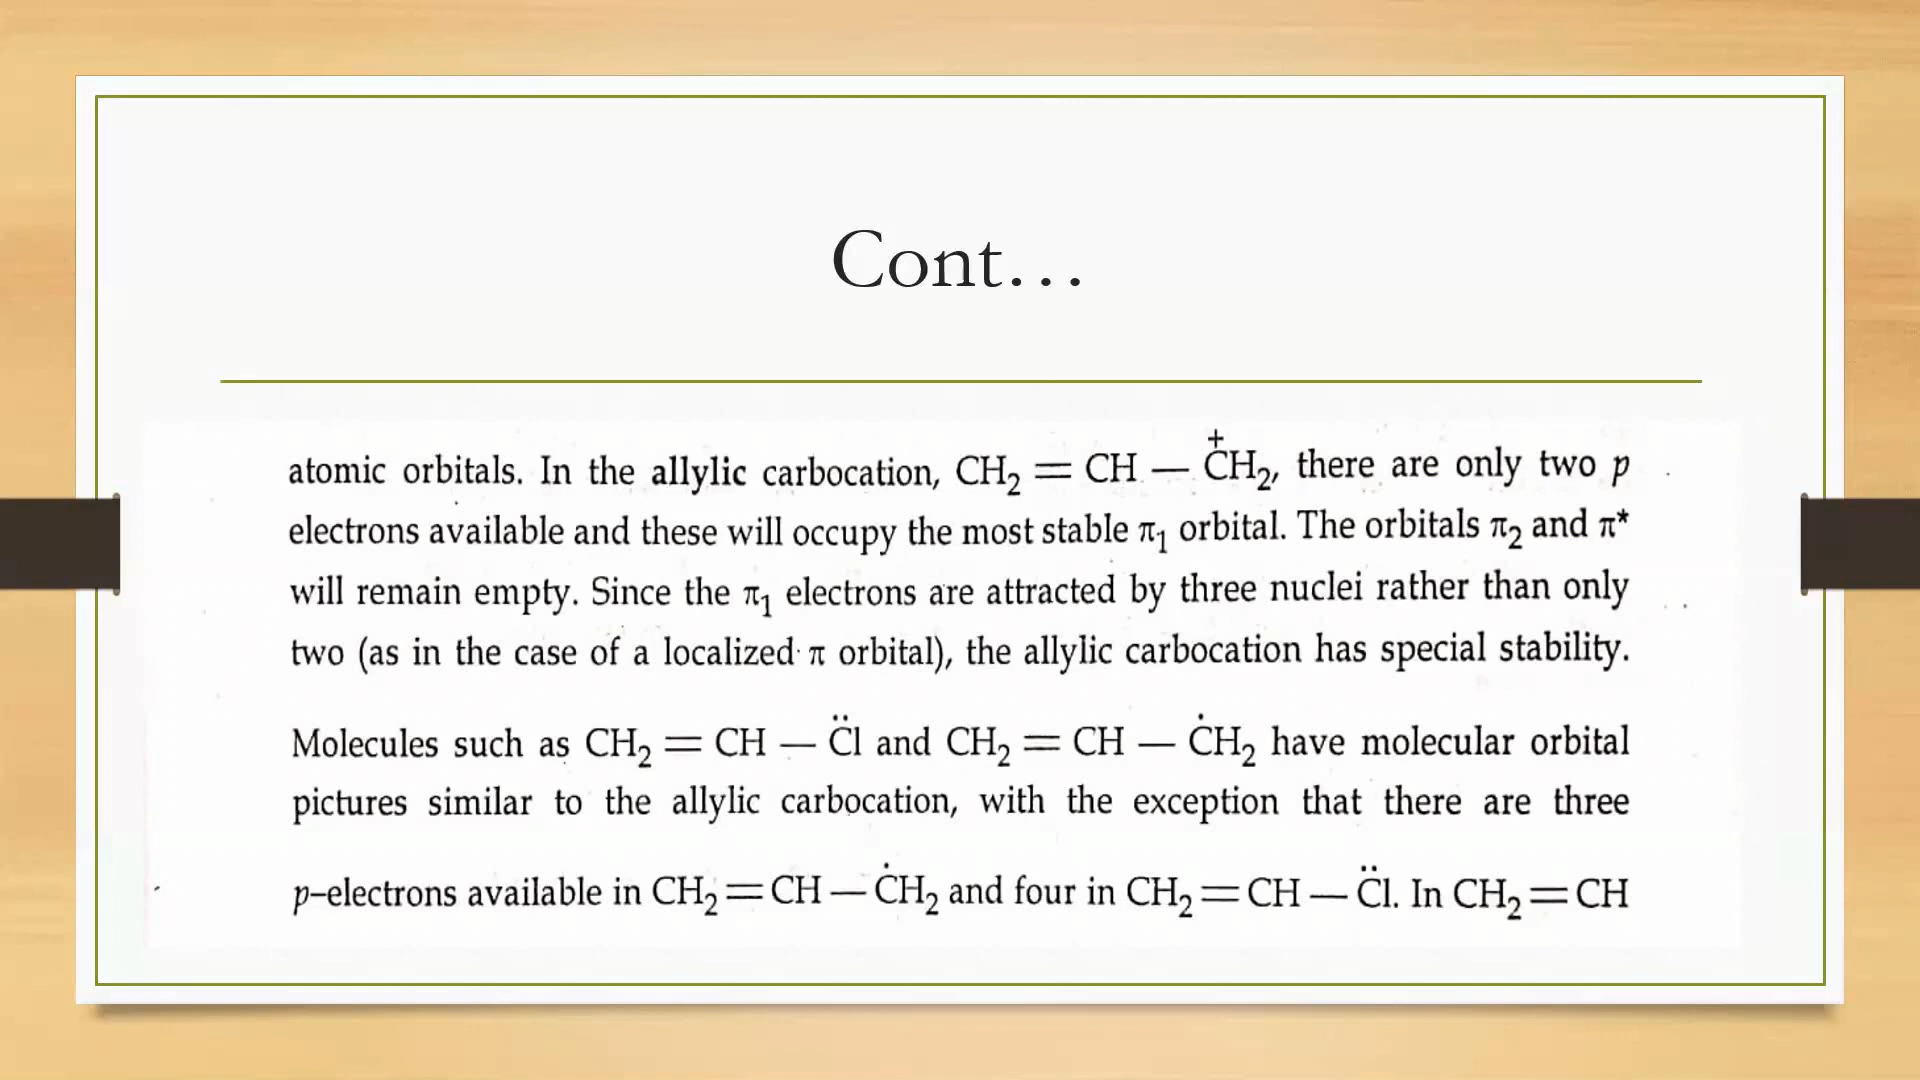 Cont…
atomic orbitals. In the allylic carbocation, CH₂ = CH — C⁺H₂, there are only two p
electrons available and these will occupy the most stable π₁ orbital. The orbitals π₂ and π*
will remain empty. Since the π₁ electrons are attracted by three nuclei rather than only
two (as in the case of a localized π orbital), the allylic carbocation has special stability.
Molecules such as CH₂ = CH — C̈l and CH₂ = CH — ĊH₂ have molecular orbital
pictures similar to the allylic carbocation, with the exception that there are three
p–electrons available in CH₂ = CH — ĊH₂ and four in CH₂ = CH — C̈l. In CH₂ = CH